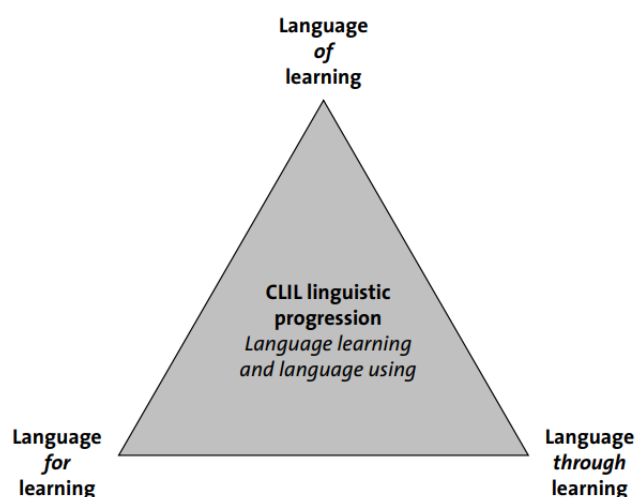 Language
of
learning
CLIL linguistic
progression
Language learning
and language using
Language
for
learning
Language
through
learning